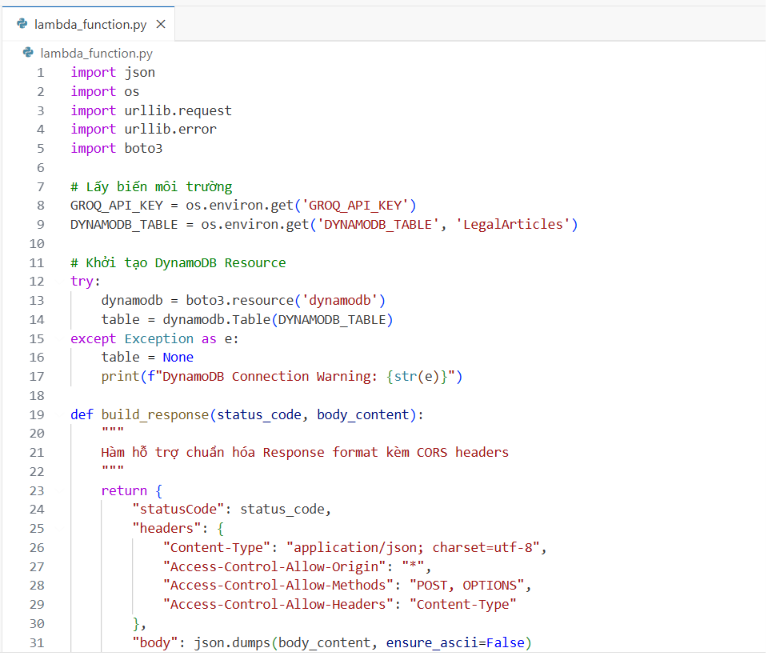 lambda_function.py ×
lambda_function.py
1 import json
2 import os
3 import urllib.request
4 import urllib.error
5 import boto3
6
7 # Lấy biến môi trường
8 GROQ_API_KEY = os.environ.get('GROQ_API_KEY')
9 DYNAMODB_TABLE = os.environ.get('DYNAMODB_TABLE', 'LegalArticles')
10
11 # Khởi tạo DynamoDB Resource
12 try:
13     dynamodb = boto3.resource('dynamodb')
14     table = dynamodb.Table(DYNAMODB_TABLE)
15 except Exception as e:
16     table = None
17     print(f"DynamoDB Connection Warning: {str(e)}")
18
19 def build_response(status_code, body_content):
20     """
21     Hàm hỗ trợ chuẩn hóa Response format kèm CORS headers
22     """
23     return {
24         "statusCode": status_code,
25         "headers": {
26             "Content-Type": "application/json; charset=utf-8",
27             "Access-Control-Allow-Origin": "*",
28             "Access-Control-Allow-Methods": "POST, OPTIONS",
29             "Access-Control-Allow-Headers": "Content-Type"
30         },
31         "body": json.dumps(body_content, ensure_ascii=False)